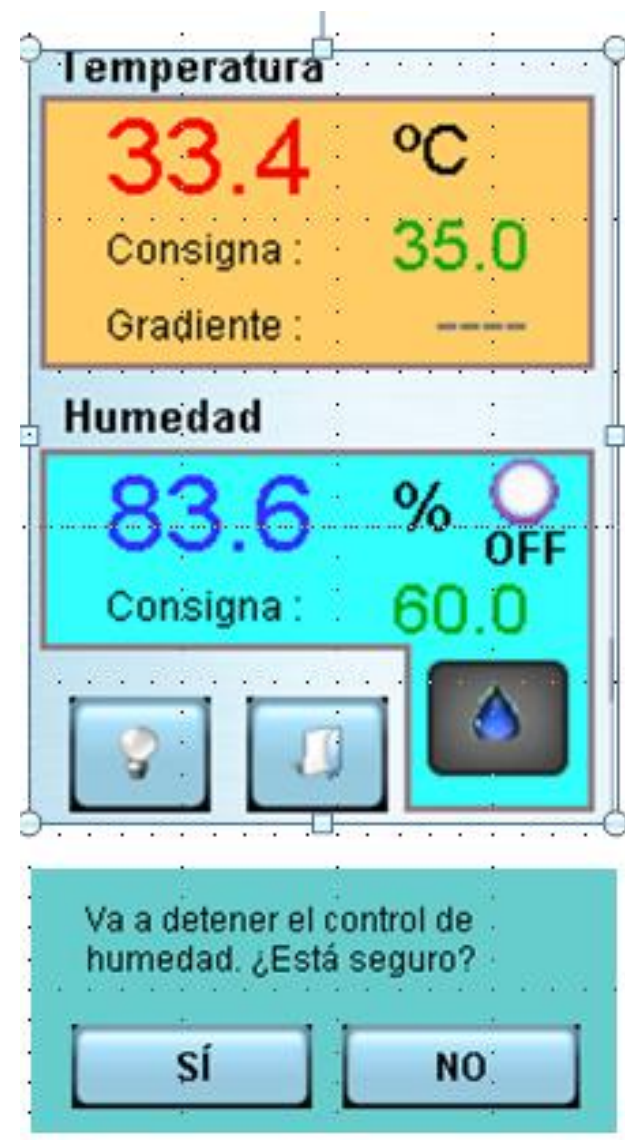 Temperatura
33.4 ºC
Consigna : 35.0
Gradiente : ----
Humedad
83.6 %
OFF
Consigna : 60.0
Va a detener el control de
humedad. ¿Está seguro?
SÍ NO